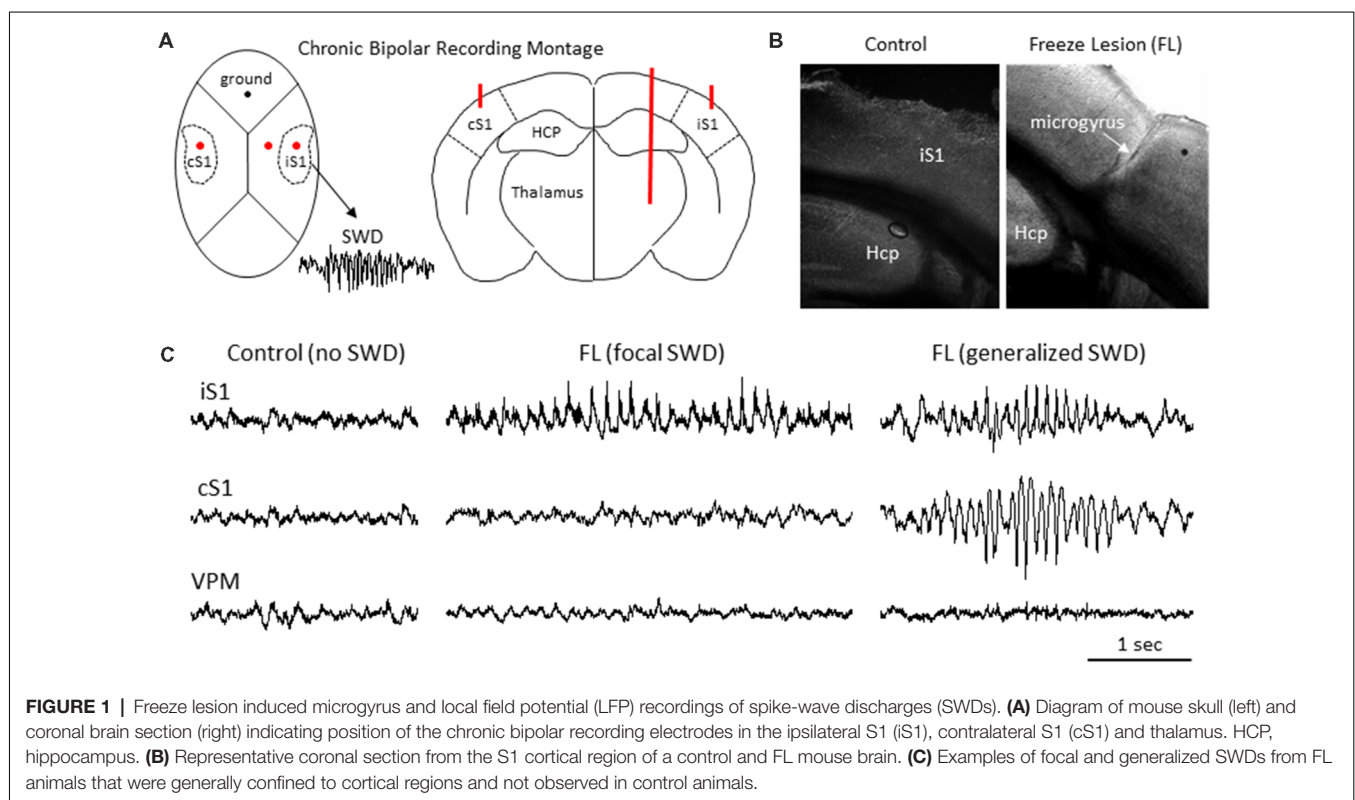 A
Chronic Bipolar Recording Montage
ground
cS1
iS1
SWD
cS1
HCP
iS1
Thalamus
B
Control
Freeze Lesion (FL)
iS1
Hcp
microgyrus
Hcp
C
Control (no SWD)
FL (focal SWD)
FL (generalized SWD)
iS1
cS1
VPM
1 sec
FIGURE 1 | Freeze lesion induced microgyrus and local field potential (LFP) recordings of spike-wave discharges (SWDs). (A) Diagram of mouse skull (left) and
coronal brain section (right) indicating position of the chronic bipolar recording electrodes in the ipsilateral S1 (iS1), contralateral S1 (cS1) and thalamus. HCP,
hippocampus. (B) Representative coronal section from the S1 cortical region of a control and FL mouse brain. (C) Examples of focal and generalized SWDs from FL
animals that were generally confined to cortical regions and not observed in control animals.